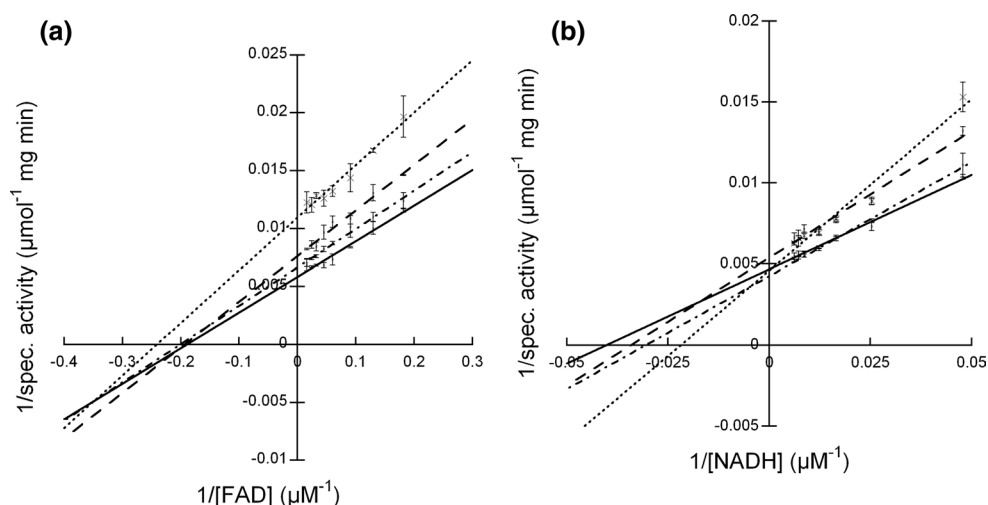 (a)
0.025
0.02
0.015
0.01
0.005
0
-0.005
-0.01
-0.4 -0.3 -0.2 -0.1 0 0.1 0.2 0.3
1/spec. activity (µmol⁻¹ mg min)
1/[FAD] (µM⁻¹)
(b)
0.02
0.015
0.01
0.005
0
-0.005
-0.05 -0.025 0 0.025 0.05
1/spec. activity (µmol⁻¹ mg min)
1/[NADH] (µM⁻¹)